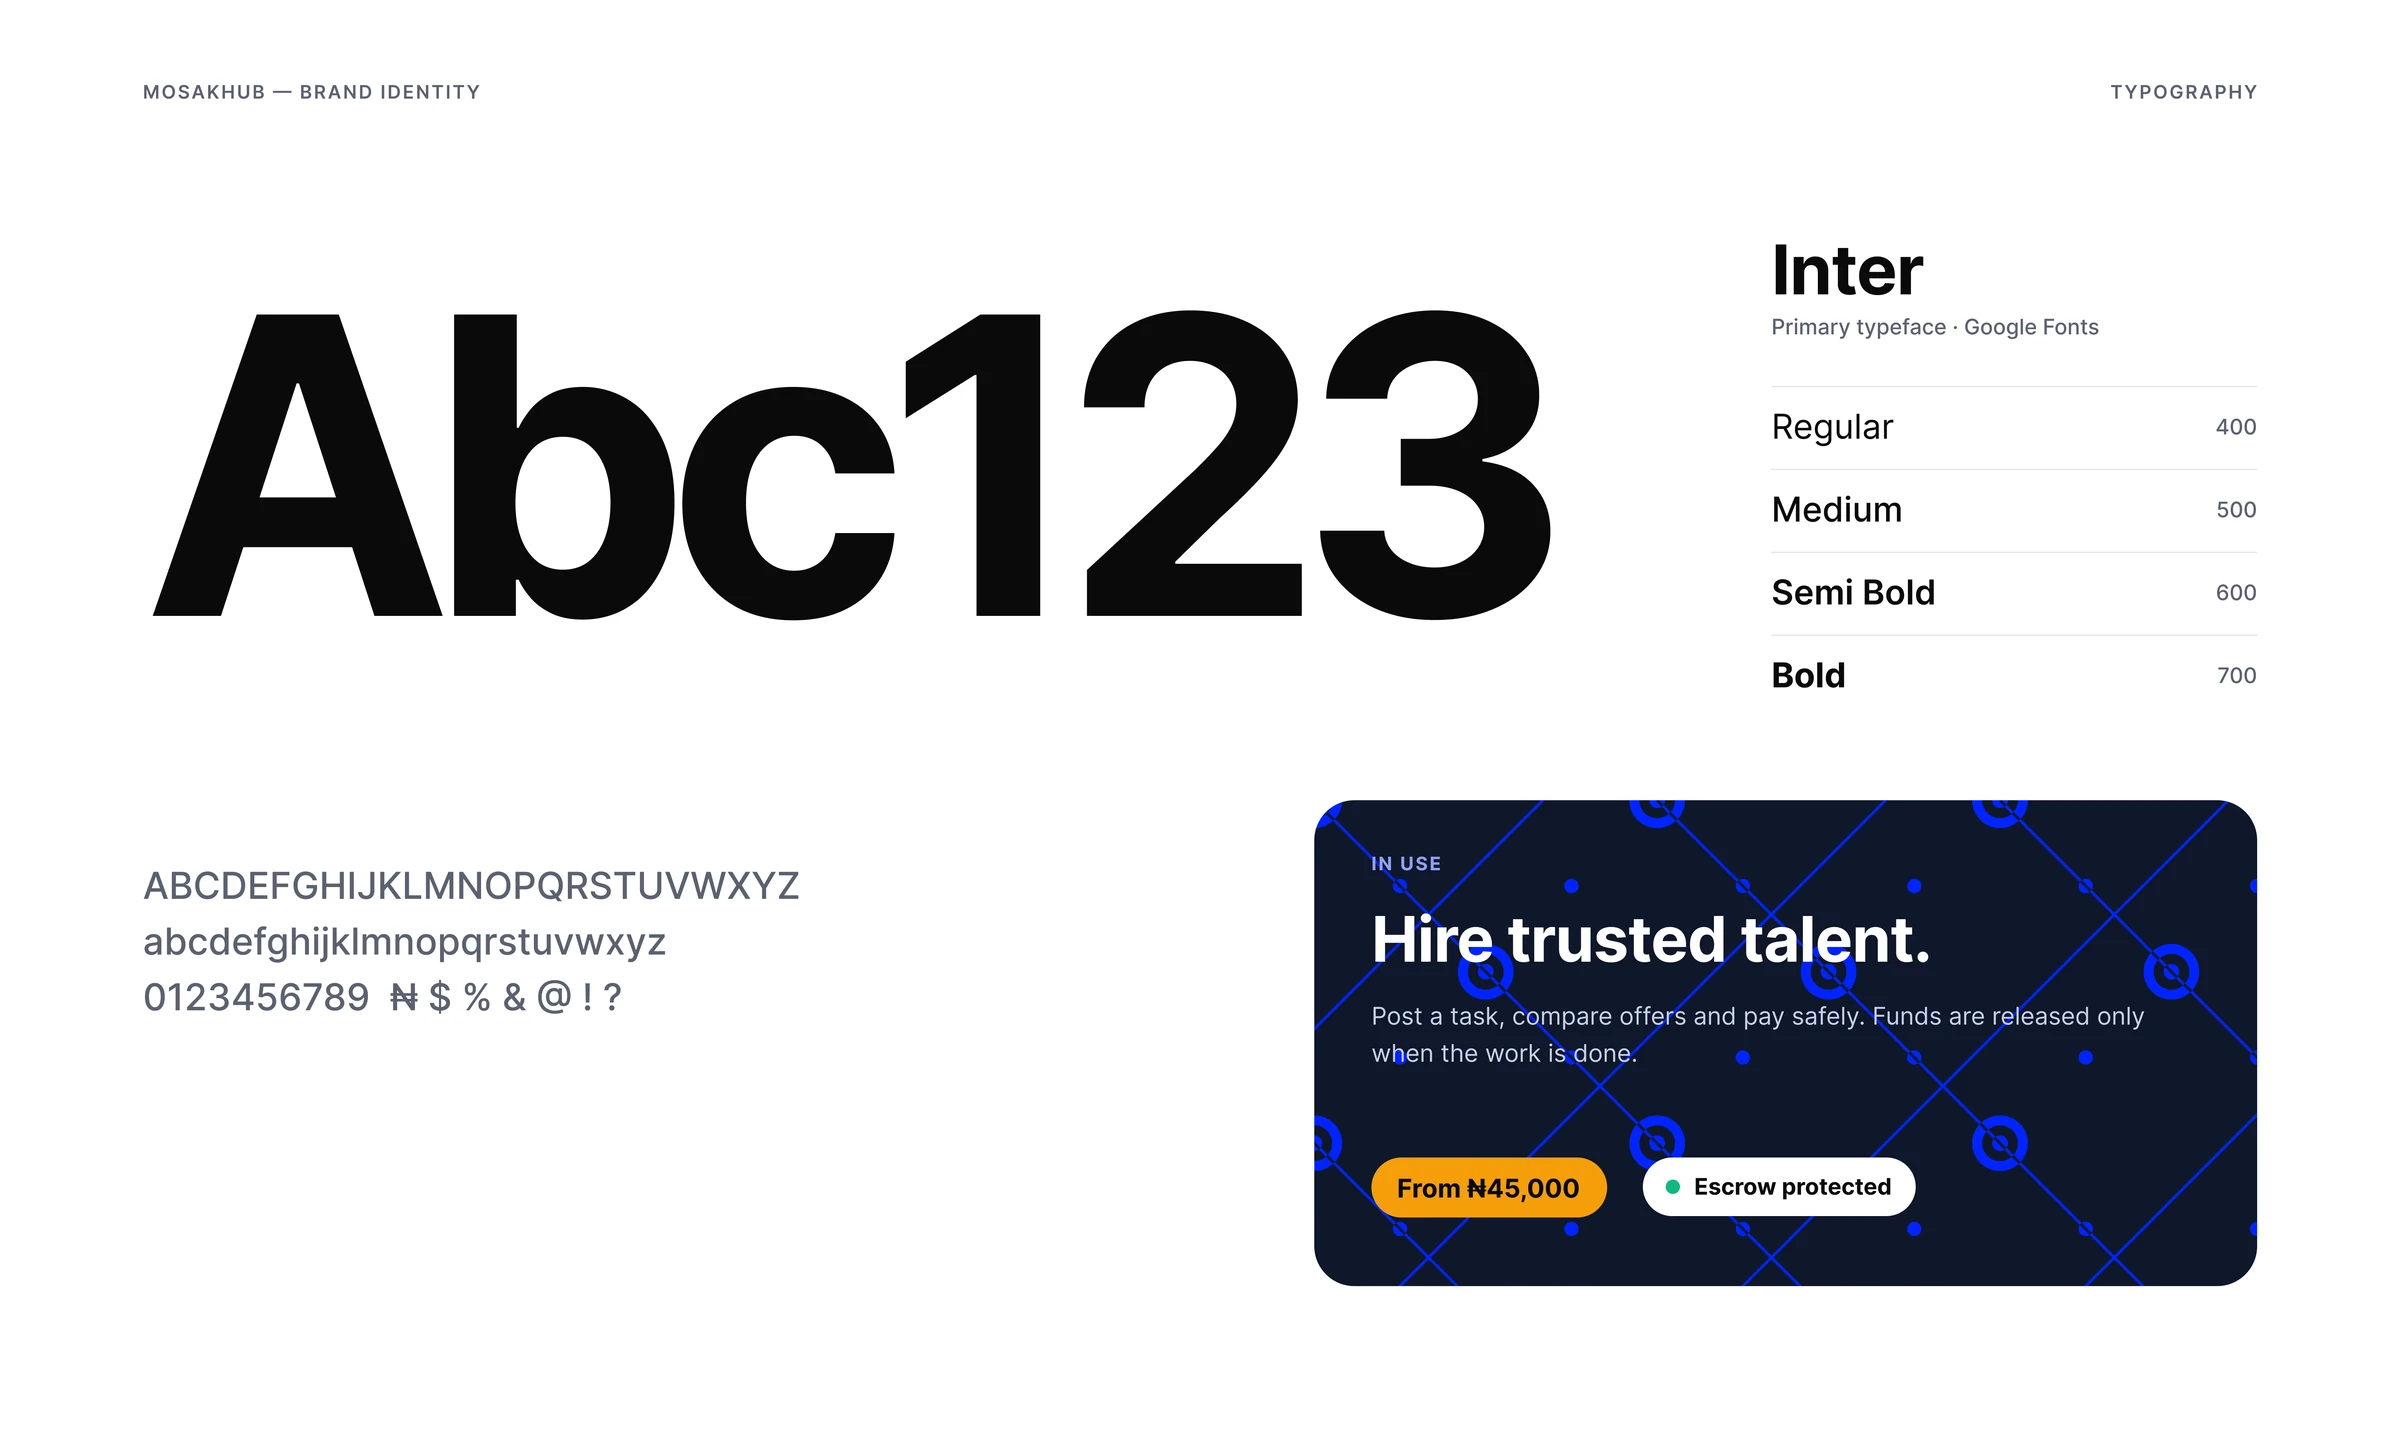 MOSAKHUB — BRAND IDENTITY
TYPOGRAPHY
Abc123
Inter
Primary typeface · Google Fonts
Regular 400
Medium 500
Semi Bold 600
Bold 700
ABCDEFGHIJKLMNOPQRSTUVWXYZ
abcdefghijklmnopqrstuvwxyz
0123456789 ₦ $ % & @ ! ?
IN USE
Hire trusted talent.
Post a task, compare offers and pay safely. Funds are released only
when the work is done.
From ₦45,000
Escrow protected